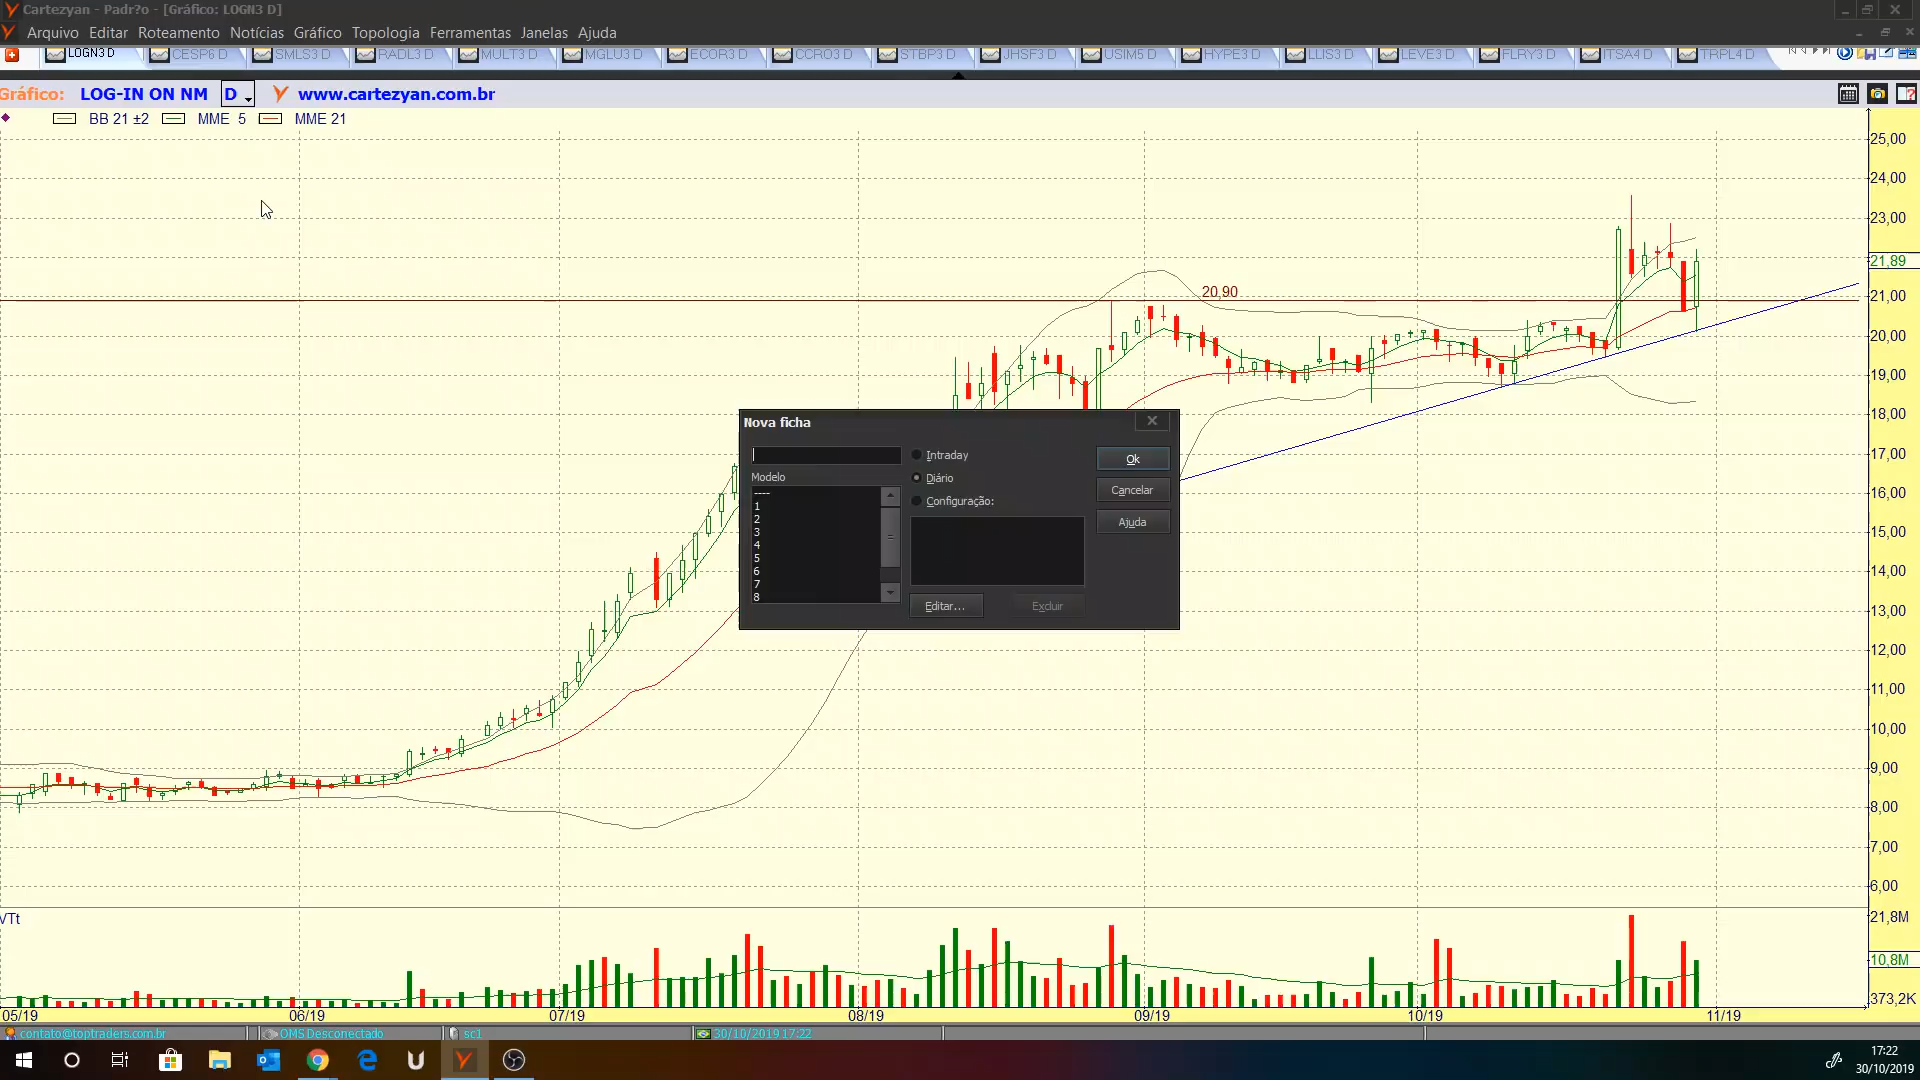 Cartezyan - Padr?o - [Gráfico: LOGN3 D]
Arquivo Editar Roteamento Notícias Gráfico Topologia Ferramentas Janelas Ajuda
LOGN3 D CESP6 D SMLS3 D RADL3 D MULT3 D MGLU3 D ECOR3 D CCRO3 D STBP3 D JHSF3 D USIM5 D HYPE3 D LLIS3 D LEVE3 D FLRY3 D ITSA4 D TRPL4 D
Gráfico: LOG-IN ON NM D www.cartezyan.com.br
BB 21 ±2 MME 5 MME 21
25,00
24,00
23,00
21,89
20,90
21,00
20,00
19,00
18,00
17,00
16,00
15,00
14,00
13,00
12,00
11,00
10,00
9,00
8,00
7,00
6,00
Nova ficha
Intraday
Ok
Modelo
Diário
Cancelar
----
Configuração:
1
2
Ajuda
3
4
5
6
7
8
Editar...
Excluir
VTt
21,8M
10,8M
373,2K
05/19 06/19 07/19 08/19 09/19 10/19 11/19
contato@toptraders.com.br OMS Desconectado sc1 30/10/2019 17:22
17:22
30/10/2019